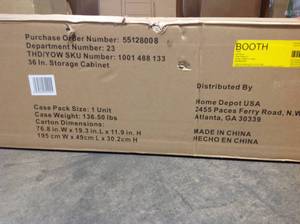 Purchase Order Number: 55128008
Department Number: 23
THD/YOW SKU Number: 1001 488 133
36 in. Storage Cabinet
BOOTH
Case Pack Size: 1 Unit
Case Weight: 136.50 lbs
Carton Dimensions:
76.8 in. W x 19.3 in. L x 11.9 in. H
195 cm W x 49cm L x 30.2cm H
Distributed By
Home Depot USA
2455 Paces Ferry Road, N.
Atlanta, GA 30339
MADE IN CHINA
HECHO EN CHINA